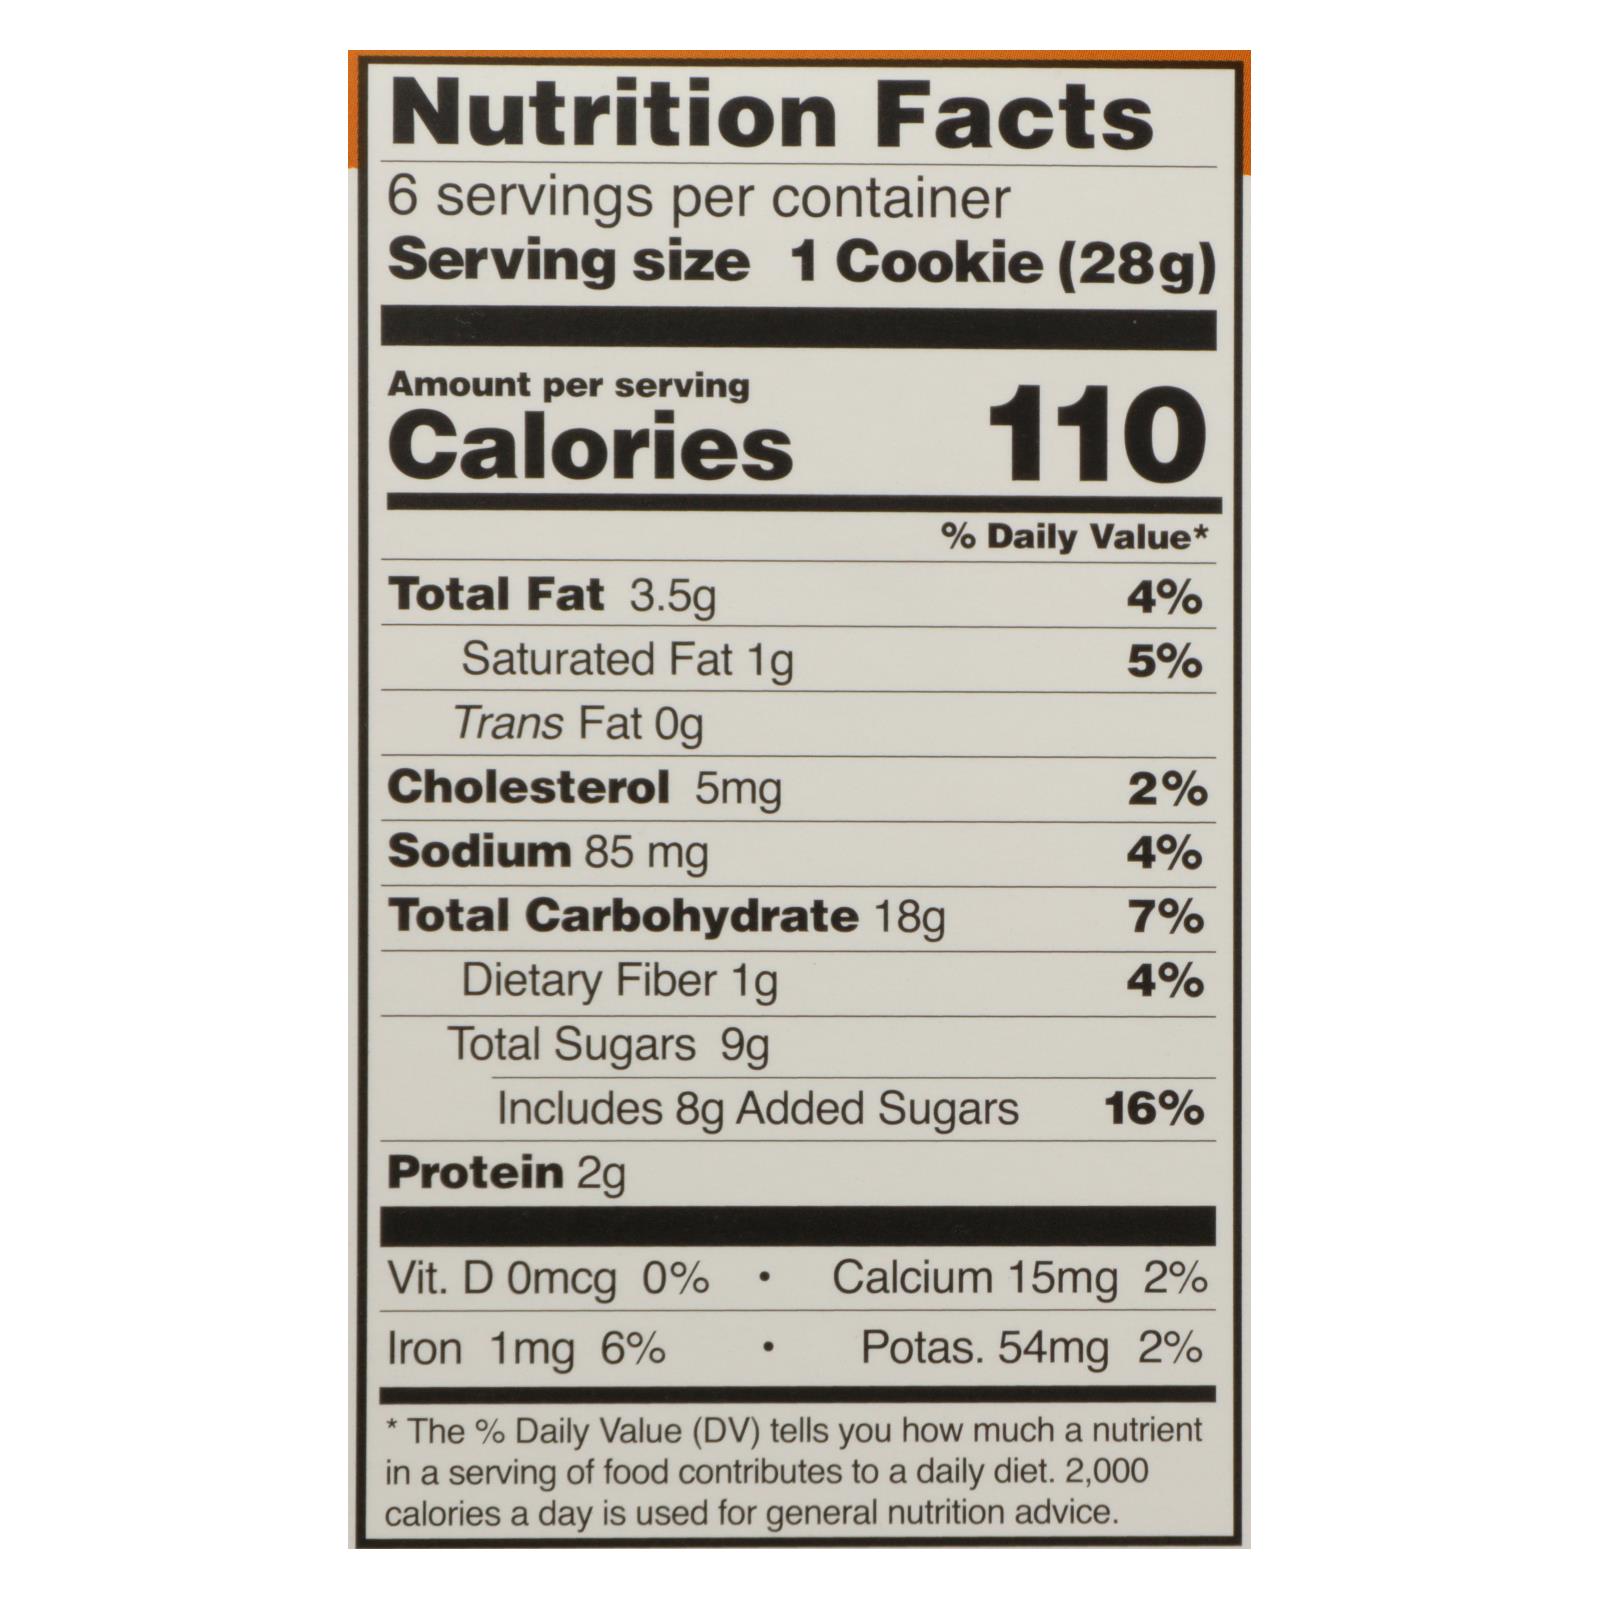 Nutrition Facts
6 servings per container
Serving size 1 Cookie (28g)
Amount per serving
Calories 110
% Daily Value*
Total Fat 3.5g 4%
Saturated Fat 1g 5%
Trans Fat 0g
Cholesterol 5mg 2%
Sodium 85 mg 4%
Total Carbohydrate 18g 7%
Dietary Fiber 1g 4%
Total Sugars 9g
Includes 8g Added Sugars 16%
Protein 2g
Vit. D 0mcg 0% • Calcium 15mg 2%
Iron 1mg 6% • Potas. 54mg 2%
* The % Daily Value (DV) tells you how much a nutrient
in a serving of food contributes to a daily diet. 2,000
calories a day is used for general nutrition advice.